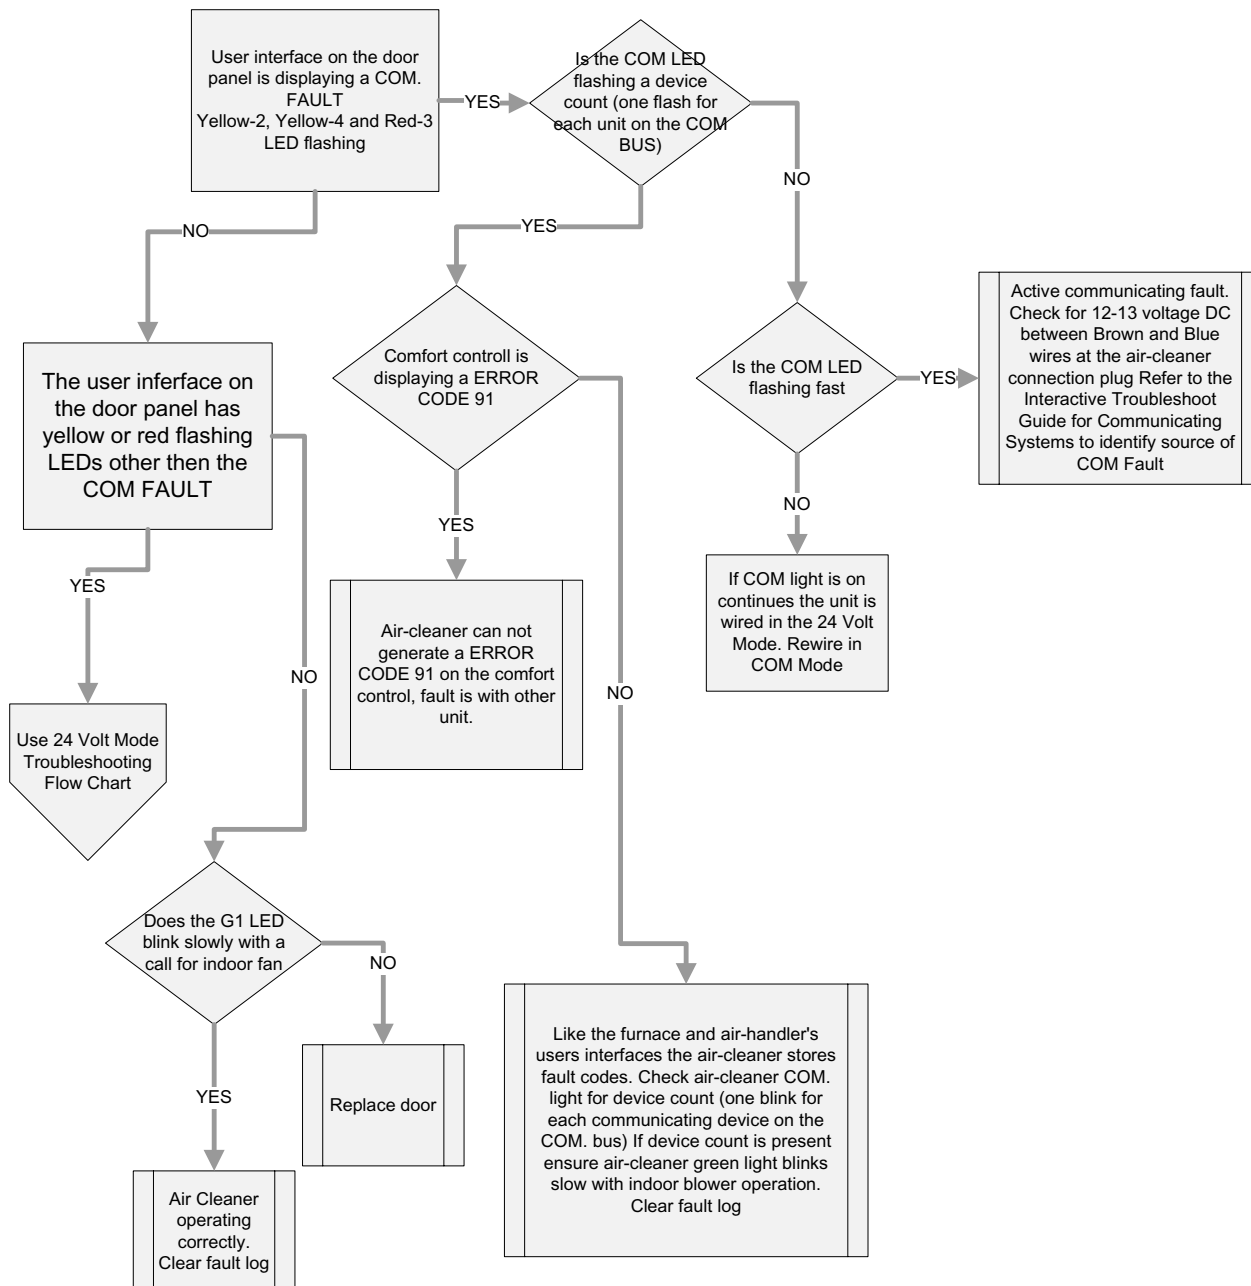 User interface on the door
panel is displaying a COM.
FAULT
Yellow-2, Yellow-4 and Red-3
LED flashing
YES
Is the COM LED
flashing a device
count (one flash for
each unit on the COM
BUS)
NO
YES
NO
Active communicating fault.
Check for 12-13 voltage DC
between Brown and Blue
wires at the air-cleaner
connection plug Refer to the
Interactive Troubleshoot
Guide for Communicating
Systems to identify source of
COM Fault
Comfort controll is
displaying a ERROR
CODE 91
Is the COM LED
flashing fast
YES
The user inferface on
the door panel has
yellow or red flashing
LEDs other then the
COM FAULT
NO
YES
If COM light is on
continues the unit is
wired in the 24 Volt
Mode. Rewire in
COM Mode
YES
Air-cleaner can not
generate a ERROR
CODE 91 on the comfort
control, fault is with other
unit.
NO
NO
Use 24 Volt Mode
Troubleshooting
Flow Chart
Does the G1 LED
blink slowly with a
call for indoor fan
NO
Like the furnace and air-handler's
users interfaces the air-cleaner stores
fault codes. Check air-cleaner COM.
light for device count (one blink for
each communicating device on the
COM. bus) If device count is present
ensure air-cleaner green light blinks
slow with indoor blower operation.
Clear fault log
YES
Replace door
Air Cleaner
operating
correctly.
Clear fault log